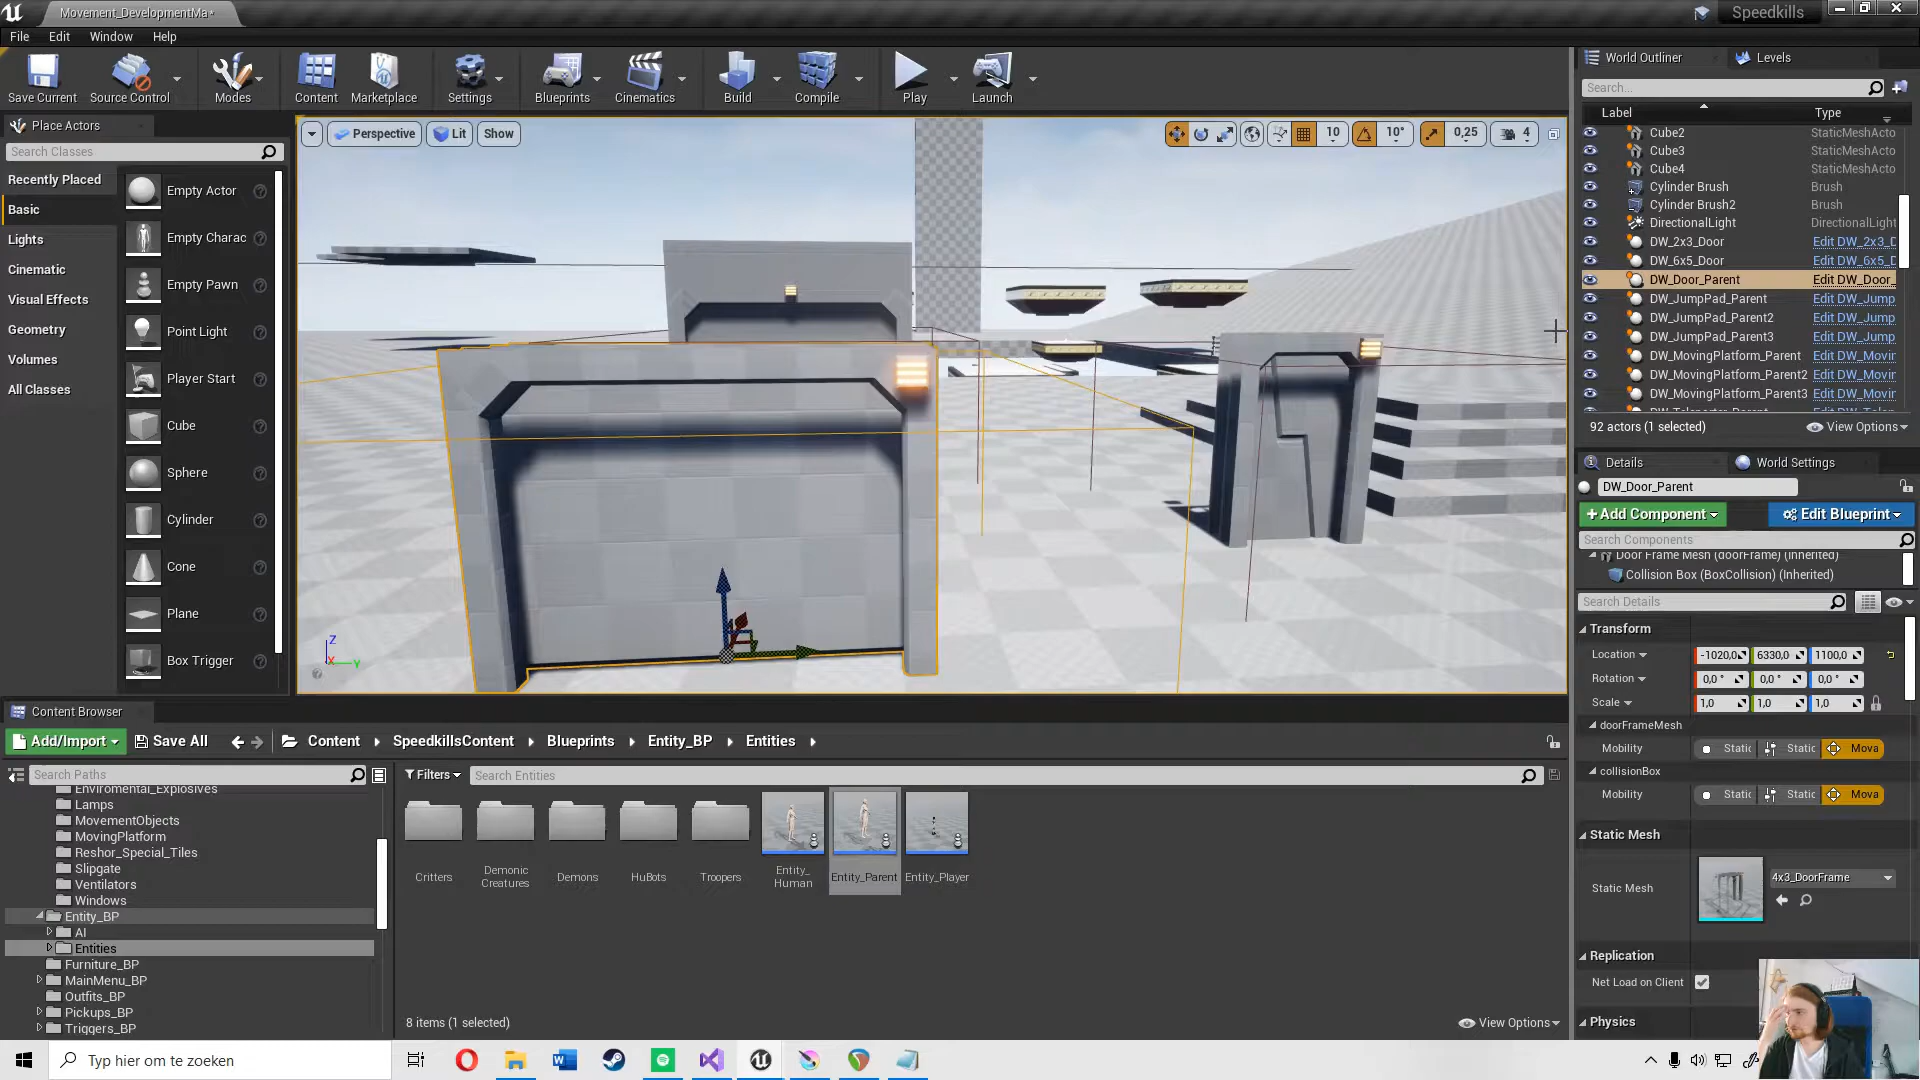 Movement_DevelopmentMa*
Speedkills
File
Edit
Window
Help
Save Current
Source Control
Modes
Content
Marketplace
Settings
Blueprints
Cinematics
Build
Compile
Play
Launch
Place Actors
Search Classes
Recently Placed
Basic
Lights
Cinematic
Visual Effects
Geometry
Volumes
All Classes
Empty Actor
Empty Charac
Empty Pawn
Point Light
Player Start
Cube
Sphere
Cylinder
Cone
Plane
Box Trigger
Perspective
Lit
Show
10
10°
0,25
4
World Outliner
Levels
Search...
Label
Type
Cube2
StaticMeshActo
Cube3
StaticMeshActo
Cube4
StaticMeshActo
Cylinder Brush
Brush
Cylinder Brush2
Brush
DirectionalLight
DirectionalLight
DW_2x3_Door
Edit DW_2x3_D
DW_6x5_Door
Edit DW_6x5_D
DW_Door_Parent
Edit DW_Door_
DW_JumpPad_Parent
Edit DW_Jump
DW_JumpPad_Parent2
Edit DW_Jump
DW_JumpPad_Parent3
Edit DW_Jump
DW_MovingPlatform_Parent
Edit DW_Movir
DW_MovingPlatform_Parent2
Edit DW_Movir
DW_MovingPlatform_Parent3
Edit DW_Movir
92 actors (1 selected)
View Options
Details
World Settings
DW_Door_Parent
Add Component
Edit Blueprint
Search Components
Door Frame Mesh (doorFrame) (Inherited)
Collision Box (BoxCollision) (Inherited)
Search Details
Transform
Location
-1020,0
6330,0
1100,0
Rotation
0,0 °
0,0 °
0,0 °
Scale
1,0
1,0
1,0
doorFrameMesh
Mobility
Static
Static
Mova
collisionBox
Mobility
Static
Static
Mova
Static Mesh
Static Mesh
4x3_DoorFrame
Replication
Net Load on Client
Physics
Z
X
Y
Content Browser
Add/Import
Save All
Content
SpeedkillsContent
Blueprints
Entity_BP
Entities
Search Paths
Filters
Search Entities
Enviromental_Explosives
Lamps
MovementObjects
MovingPlatform
Reshor_Special_Tiles
Slipgate
Ventilators
Windows
Entity_BP
AI
Entities
Furniture_BP
MainMenu_BP
Outfits_BP
Pickups_BP
Triggers_BP
Critters
Demonic
Creatures
Demons
HuBots
Troopers
Entity_
Human
Entity_Parent
Entity_Player
8 items (1 selected)
View Options
Typ hier om te zoeken